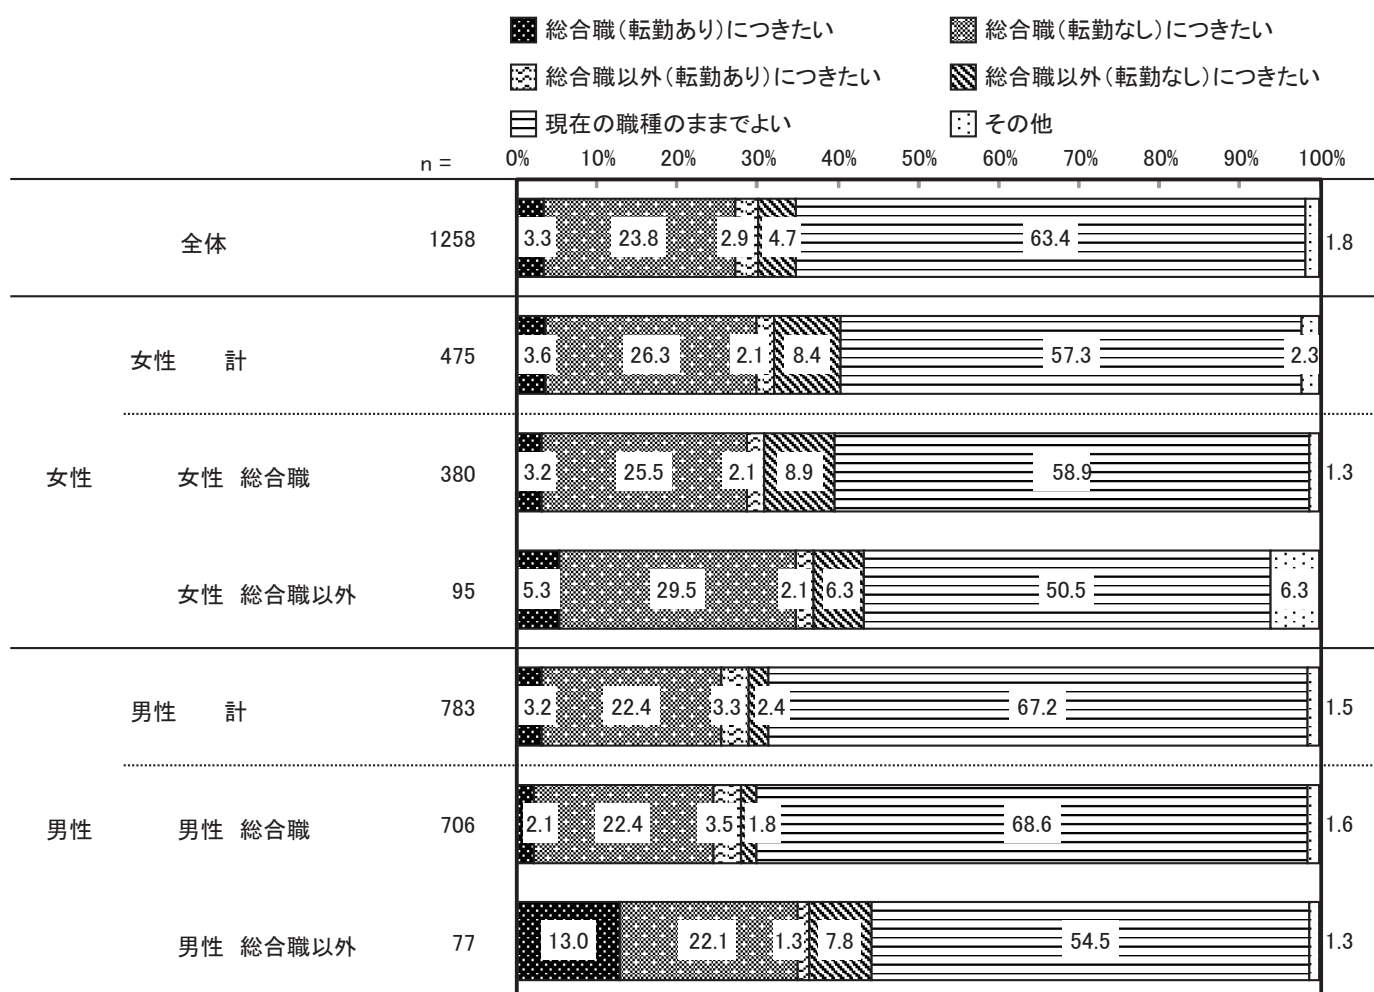 総合職(転勤あり)につきたい 総合職(転勤なし)につきたい
総合職以外(転勤あり)につきたい 総合職以外(転勤なし)につきたい
現在の職種のままでよい その他
n = 0% 10% 20% 30% 40% 50% 60% 70% 80% 90% 100%
全体 1258 3.3 23.8 2.9 4.7 63.4 1.8
女性 計 475 3.6 26.3 2.1 8.4 57.3 2.3
女性 女性 総合職 380 3.2 25.5 2.1 8.9 58.9 1.3
女性 総合職以外 95 5.3 29.5 2.1 6.3 50.5 6.3
男性 計 783 3.2 22.4 3.3 2.4 67.2 1.5
男性 男性 総合職 706 2.1 22.4 3.5 1.8 68.6 1.6
男性 総合職以外 77 13.0 22.1 1.3 7.8 54.5 1.3